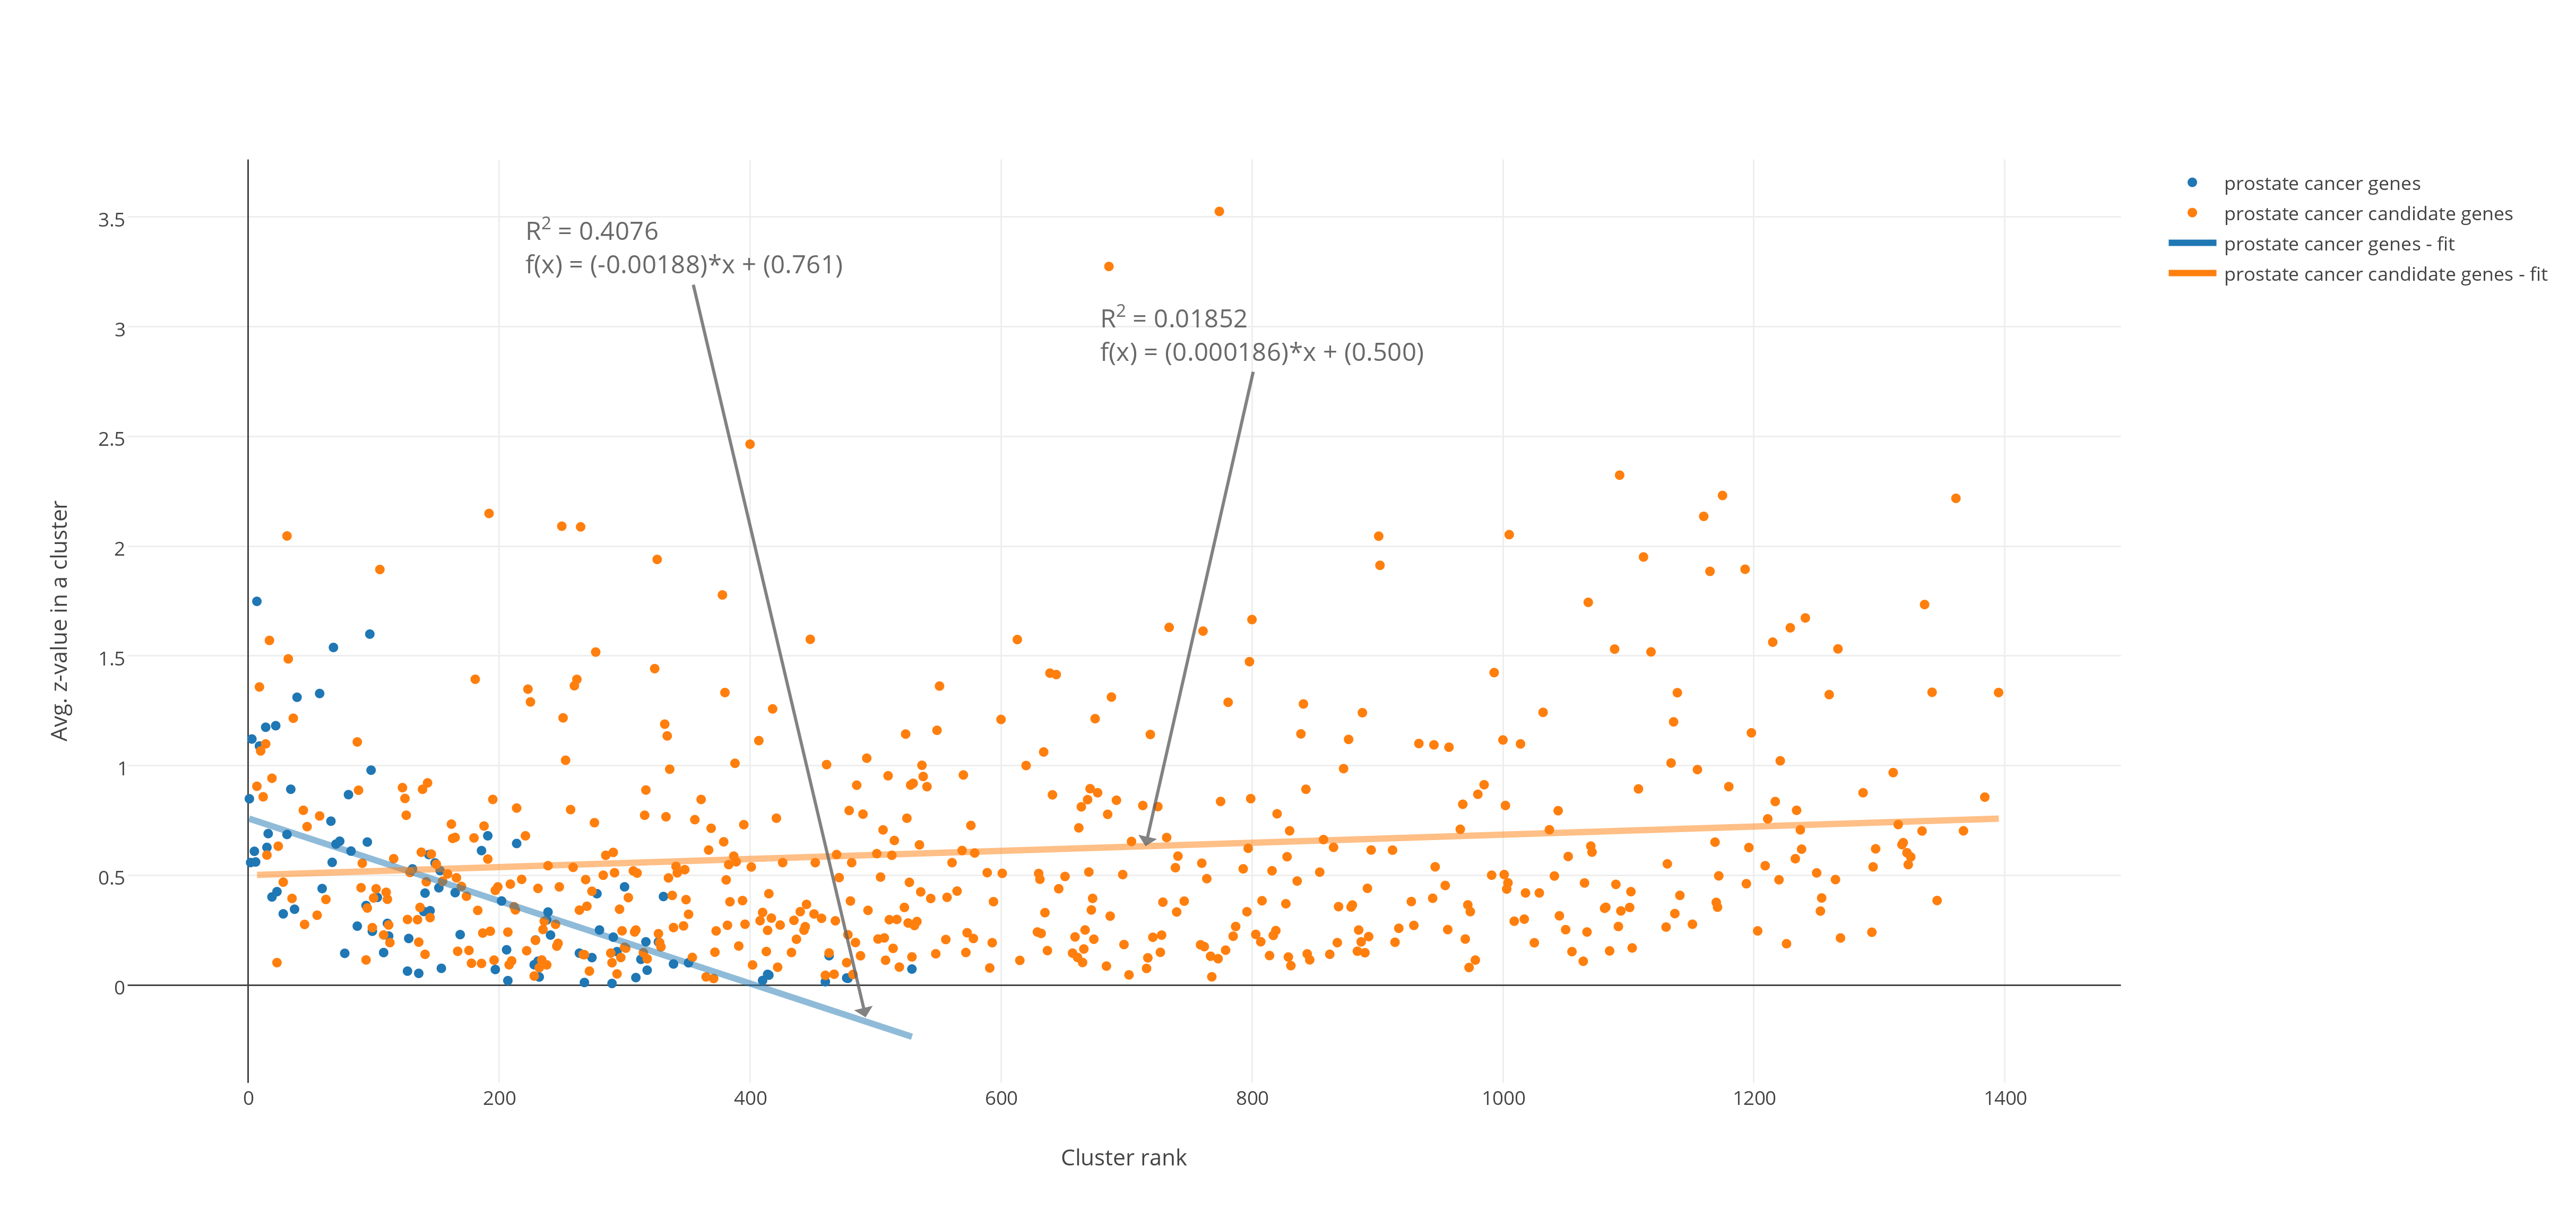 3.5
3
2.5
2
1.5
1
0.5
0
Avg. z-value in a cluster
R² = 0.4076
f(x) = (-0.00188)*x + (0.761)
R² = 0.01852
f(x) = (0.000186)*x + (0.500)
0 200 400 600 800 1000 1200 1400
Cluster rank
prostate cancer genes
prostate cancer candidate genes
prostate cancer genes - fit
prostate cancer candidate genes - fit